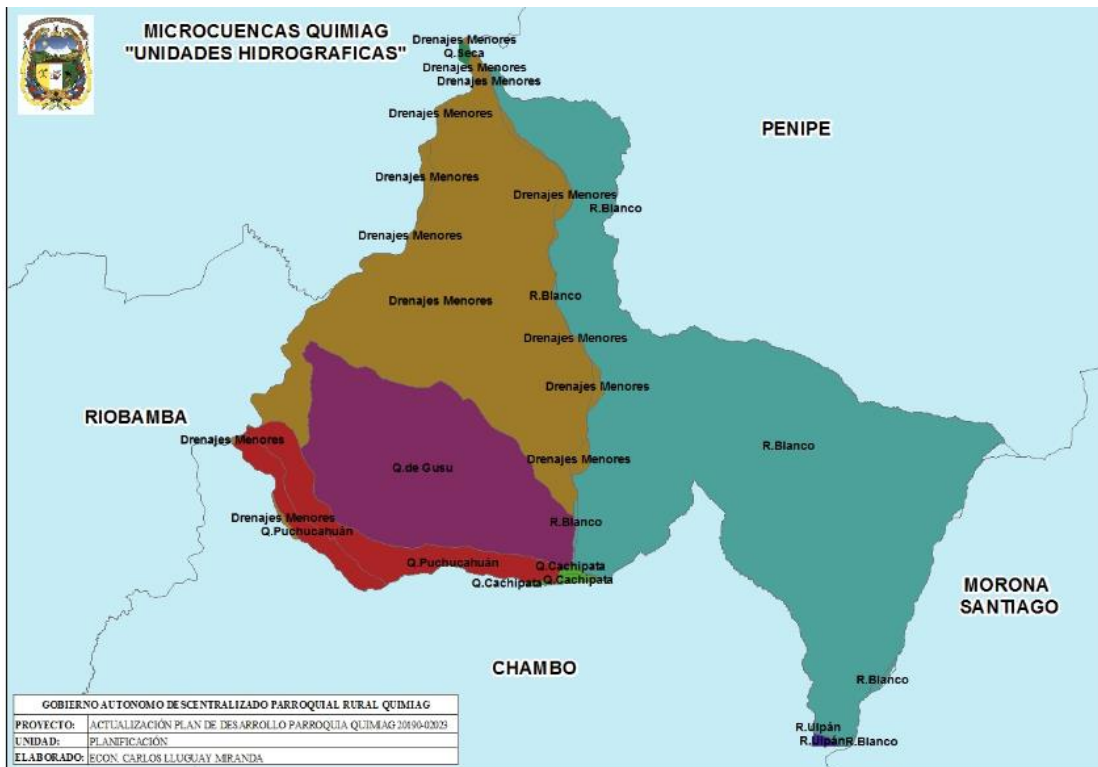 MICROCUENCAS QUIMIAG
"UNIDADES HIDROGRAFICAS"
Drenajes Menores
Q.Seca
Drenajes Menores
Drenajes Menores
Drenajes Menores
PENIPE
Drenajes Menores
Drenajes Menores
R.Blanco
Drenajes Menores
R.Blanco
Drenajes Menores
Drenajes Menores
Drenajes Menores
RIOBAMBA
Drenajes Menores
R.Blanco
Drenajes Menores
Q.de Gusu
Drenajes Menores
R.Blanco
Q.Puchucahuán
Q.Puchucahuán
Q.Cachipata
Q.Cachipata
Q.Cachipata
MORONA
SANTIAGO
CHAMBO
R.Blanco
R.Ulpán
R.Ulpán
R.Blanco
GOBIERNO AUTONOMO DESCENTRALIZADO PARROQUIAL RURAL QUIMIAG
PROYECTO: ACTUALIZACIÓN PLAN DE DESARROLLO PARROQUIA QUIMIAG 20190-02023
UNIDAD: PLANIFICACIÓN
ELABORADO: ECON. CARLOS LLUGUAY MIRANDA